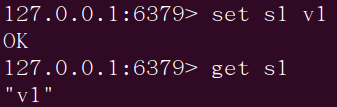 127.0.0.1:6379> set s1 v1
OK
127.0.0.1:6379> get s1
"v1"